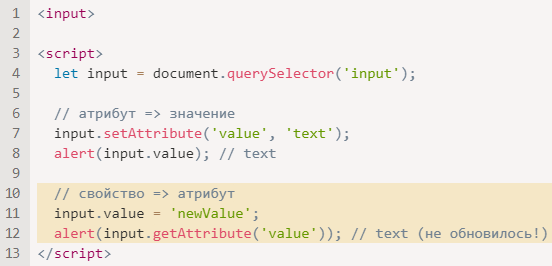 1 <input>
2
3 <script>
4   let input = document.querySelector('input');
5
6   // атрибут => значение
7   input.setAttribute('value', 'text');
8   alert(input.value); // text
9
10   // свойство => атрибут
11   input.value = 'newValue';
12   alert(input.getAttribute('value')); // text (не обновилось!)
13 </script>